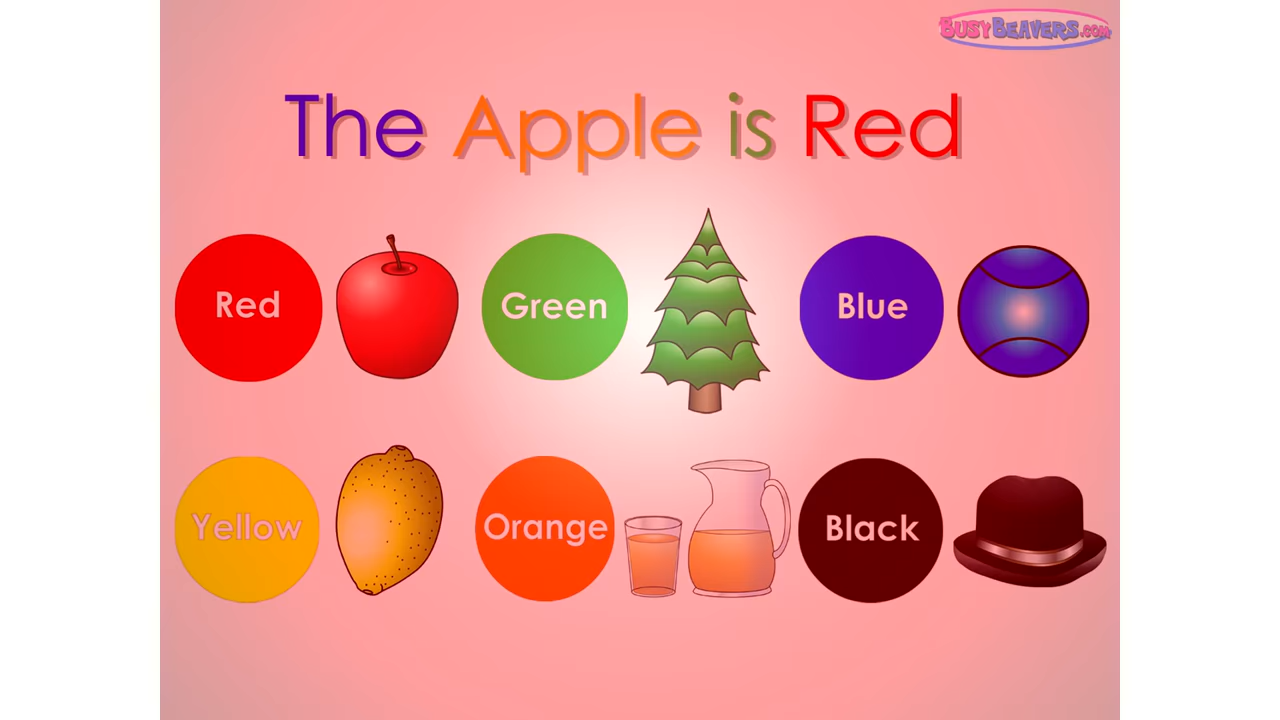 BUSYBEAVERS.COM
The Apple is Red
Red Green Blue
Yellow Orange Black